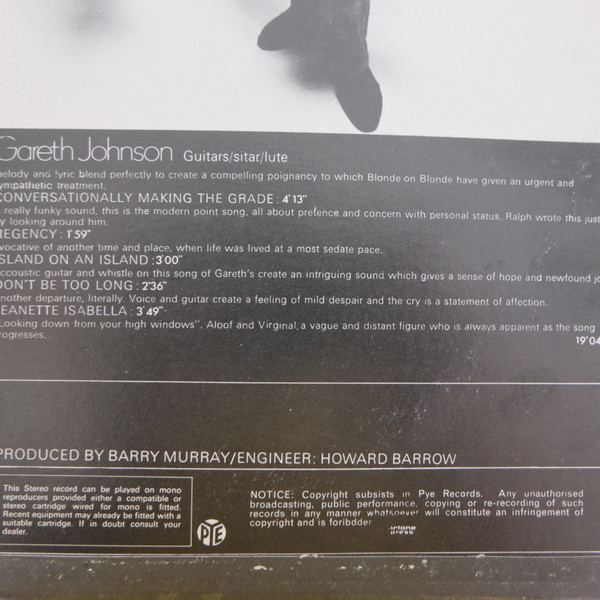 Gareth Johnson Guitars/sitar/lute
elody and lyric blend perfectly to create a compelling poignancy to which Blonde on Blonde have given an urgent and
ympathetic treatment.
CONVERSATIONALLY MAKING THE GRADE: 4'13"
really funky sound, this is the modern point song, all about pretence and concern with personal status. Ralph wrote this just
y looking around him.
REGENCY: 1'59"
vocative of another time and place, when life was lived at a most sedate pace.
ISLAND ON AN ISLAND: 3'00"
ccoustic guitar and whistle on this song of Gareth's create an intriguing sound which gives a sense of hope and newfound jo
DON'T BE TOO LONG: 2'36"
nother departure, literally. Voice and guitar create a feeling of mild despair and the cry is a statement of affection.
JEANETTE ISABELLA: 3'49"
Looking down from your high windows". Aloof and Virginal, a vague and distant figure who is always apparent as the song
rogresses.
19'04
PRODUCED BY BARRY MURRAY/ENGINEER: HOWARD BARROW
This Stereo record can be played on mono
reproducers provided either a compatible or
stereo cartridge wired for mono is fitted.
Recent equipment may already be fitted with a
suitable cartridge. If in doubt consult your
dealer.
PYE
NOTICE: Copyright subsists in Pye Records. Any unauthorised
broadcasting, public performance, copying or re-recording of such
records in any manner whatsoever will constitute an infringement of
copyright and is forbidder
press